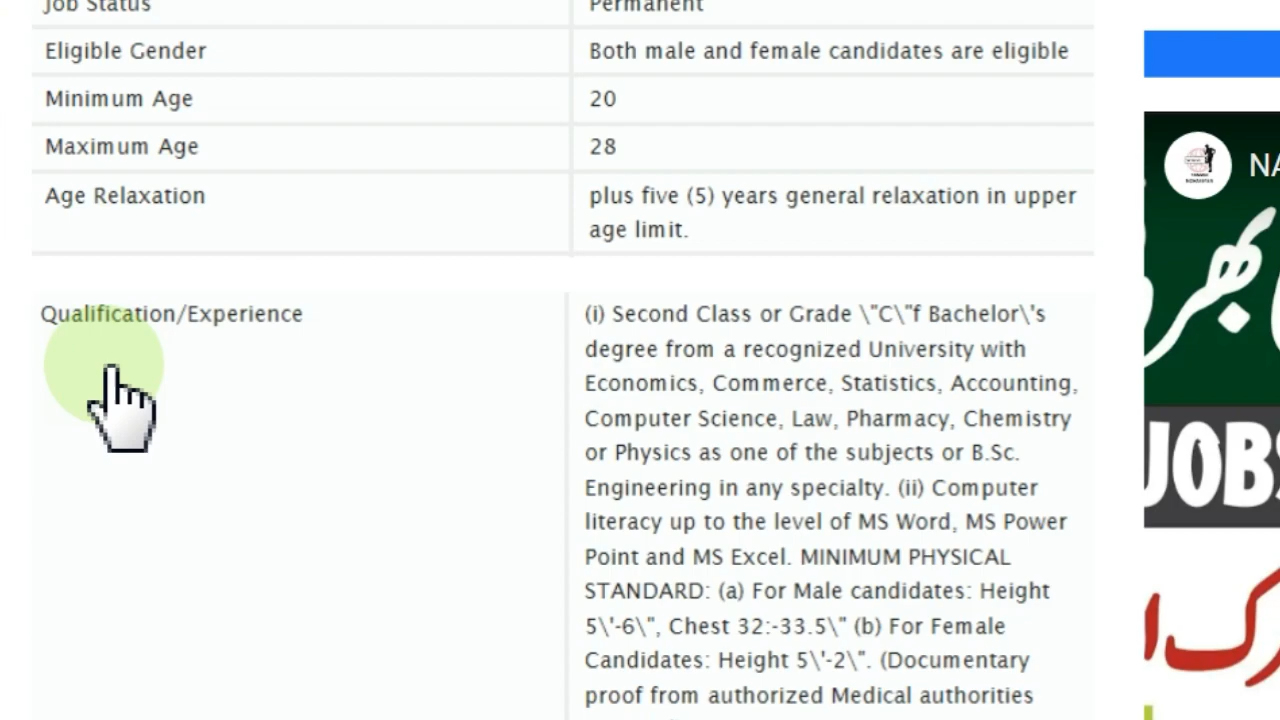 Job Status
Permanent
Eligible Gender
Both male and female candidates are eligible
Minimum Age
20
Maximum Age
28
Age Relaxation
plus five (5) years general relaxation in upper
age limit.
Qualification/Experience
(i) Second Class or Grade \"C\"f Bachelor\'s
degree from a recognized University with
Economics, Commerce, Statistics, Accounting,
Computer Science, Law, Pharmacy, Chemistry
or Physics as one of the subjects or B.Sc.
Engineering in any specialty. (ii) Computer
literacy up to the level of MS Word, MS Power
Point and MS Excel. MINIMUM PHYSICAL
STANDARD: (a) For Male candidates: Height
5\'-6\", Chest 32:-33.5\" (b) For Female
Candidates: Height 5\'-2\". (Documentary
proof from authorized Medical authorities
NA
JOBS